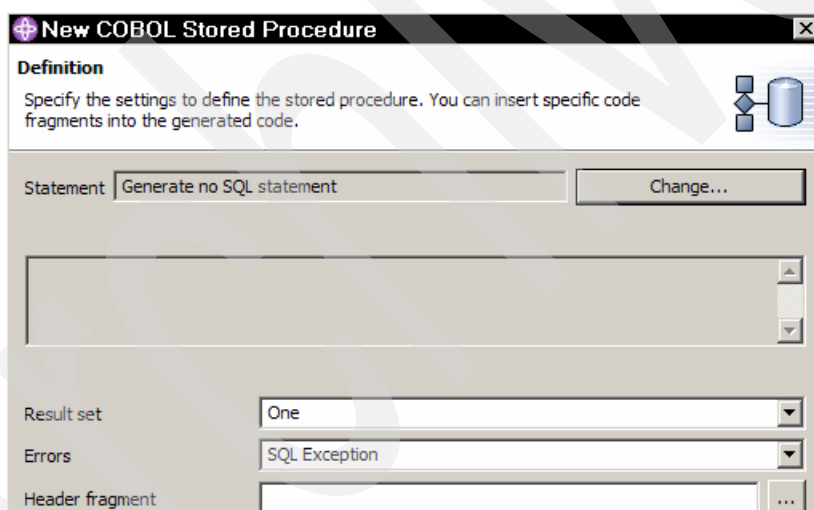 New COBOL Stored Procedure
Definition
Specify the settings to define the stored procedure. You can insert specific code
fragments into the generated code.
Statement Generate no SQL statement Change...
Result set One
Errors SQL Exception
Header fragment ...